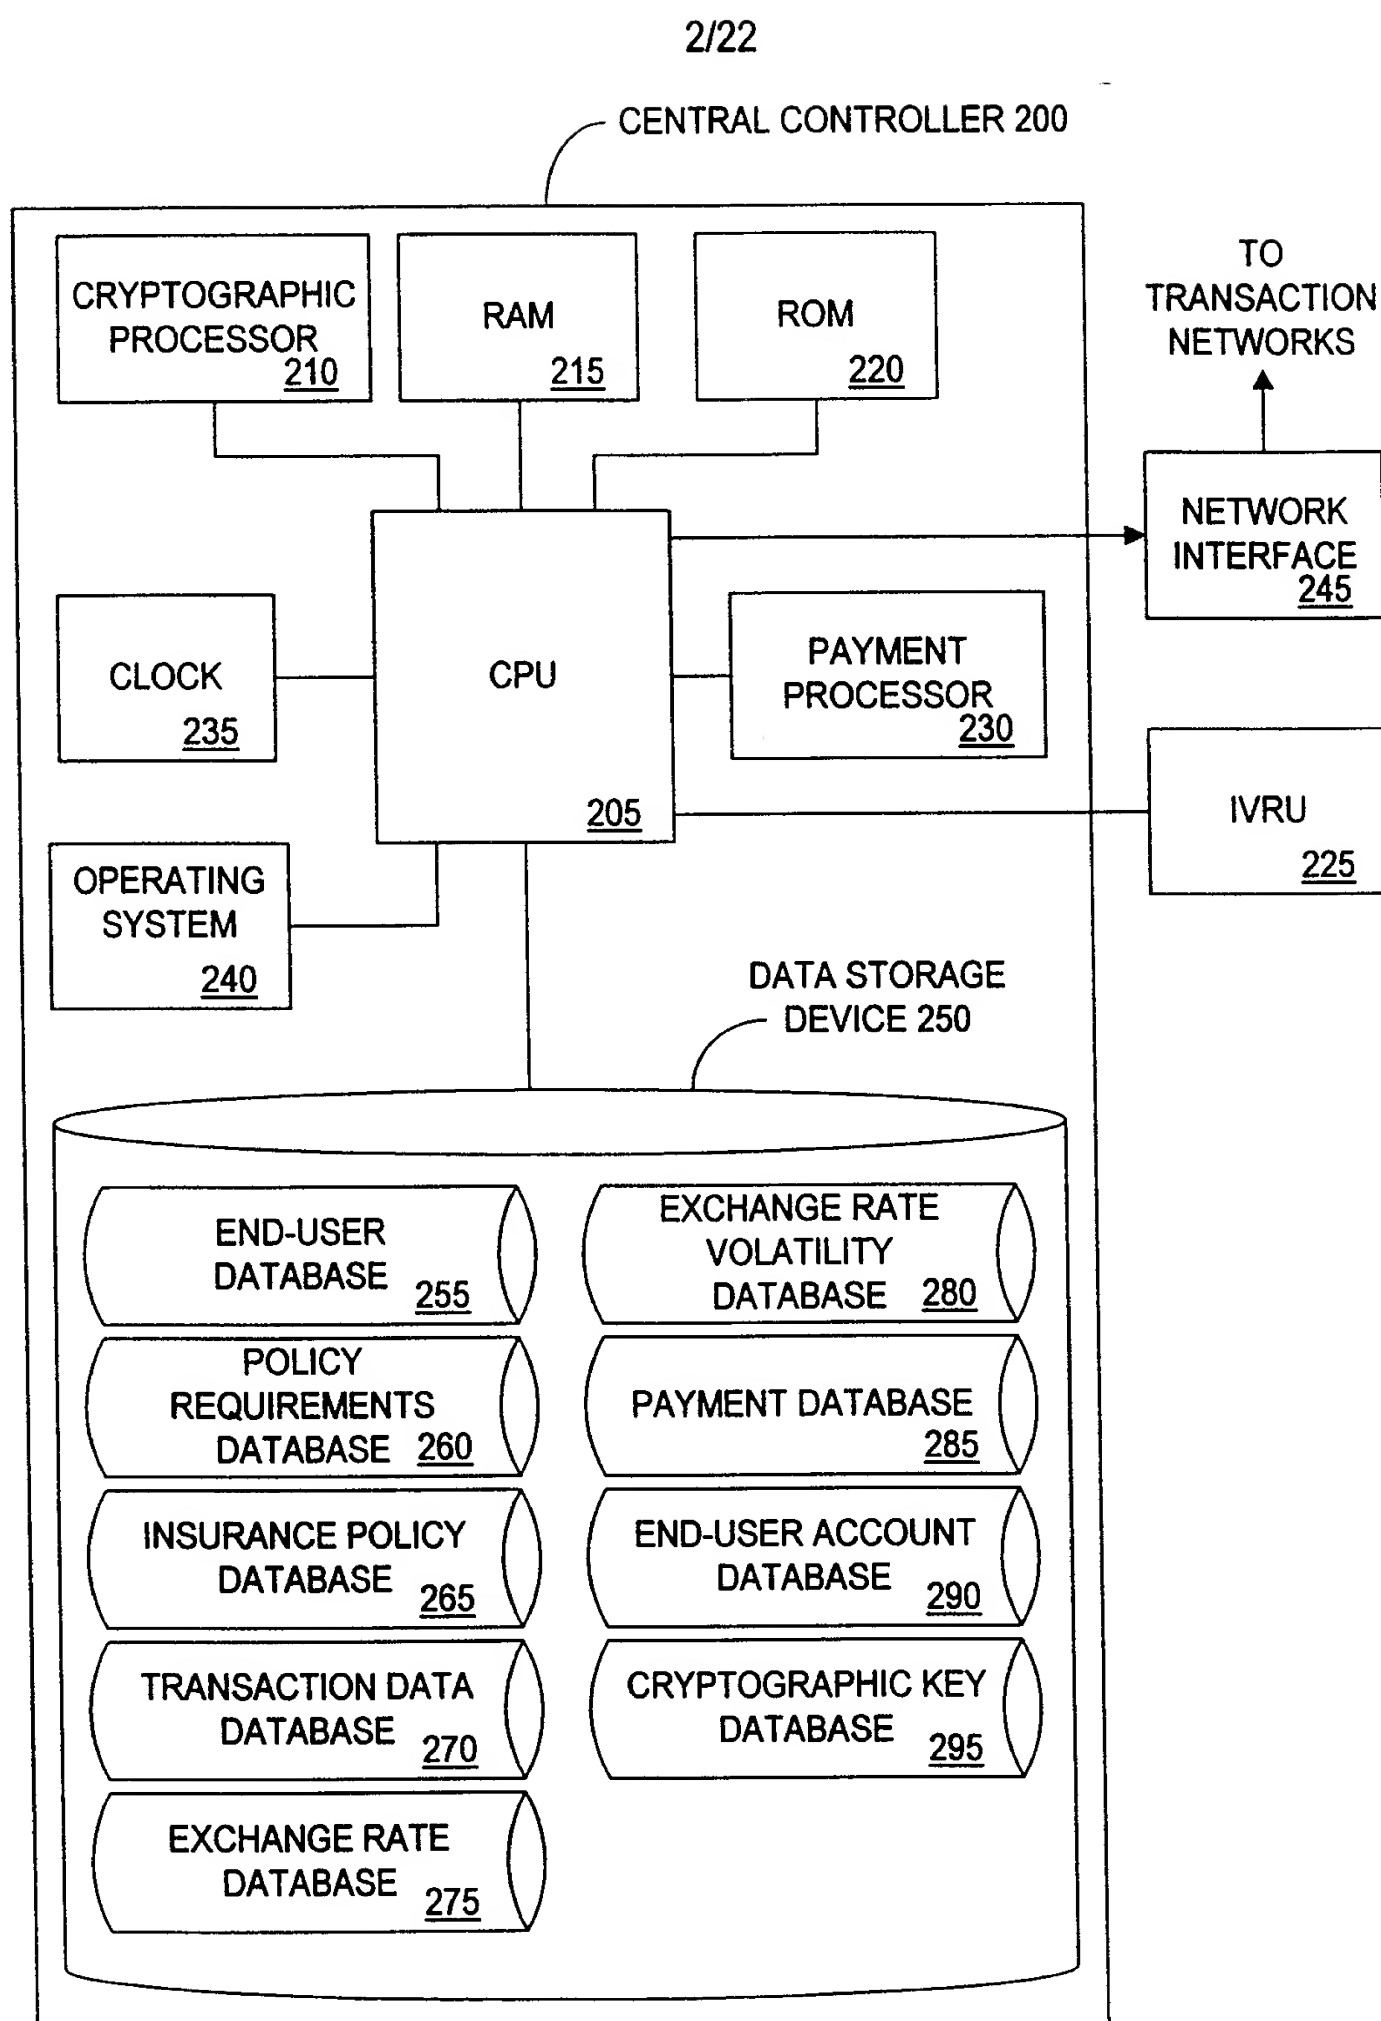 2/22
CENTRAL CONTROLLER 200
CRYPTOGRAPHIC
PROCESSOR
210
RAM
215
ROM
220
TO
TRANSACTION
NETWORKS
NETWORK
INTERFACE
245
CLOCK
235
CPU
205
PAYMENT
PROCESSOR
230
IVRU
225
OPERATING
SYSTEM
240
DATA STORAGE
DEVICE 250
END-USER
DATABASE
255
EXCHANGE RATE
VOLATILITY
DATABASE
280
POLICY
REQUIREMENTS
DATABASE
260
PAYMENT DATABASE
285
INSURANCE POLICY
DATABASE
265
END-USER ACCOUNT
DATABASE
290
TRANSACTION DATA
DATABASE
270
CRYPTOGRAPHIC KEY
DATABASE
295
EXCHANGE RATE
DATABASE
275